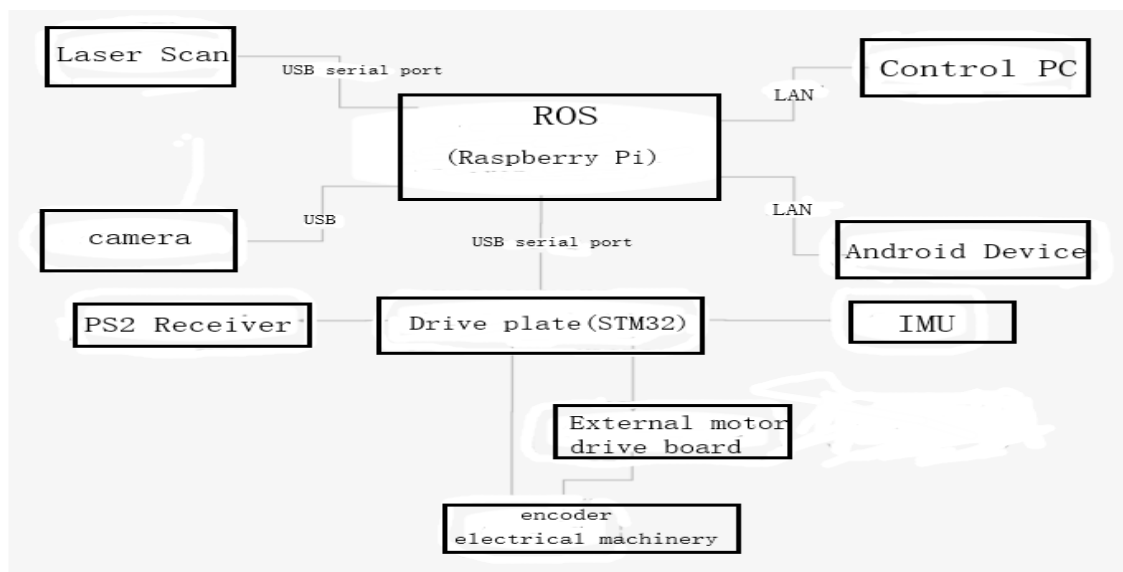 Laser Scan
USB serial port
Control PC
LAN
ROS
(Raspberry Pi)
camera
USB
USB serial port
LAN
Android Device
PS2 Receiver
Drive plate(STM32)
IMU
External motor
drive board
encoder
electrical machinery